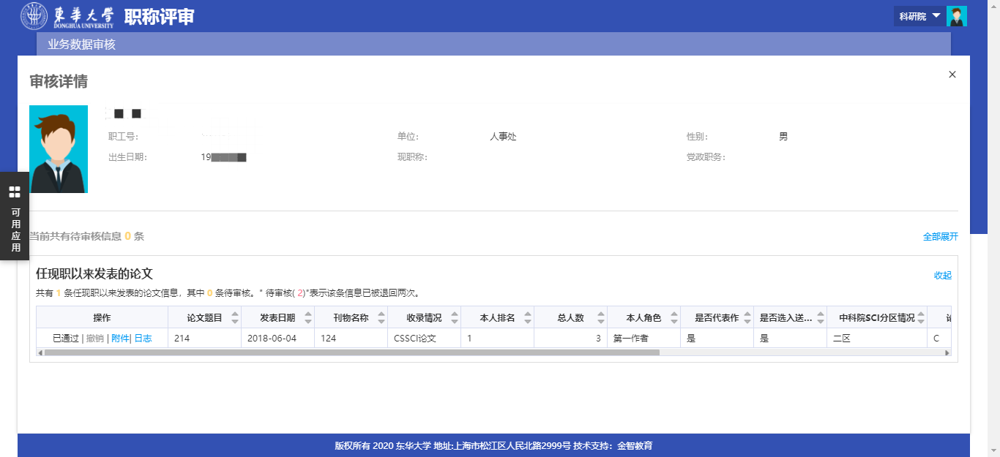 東華大学 DONGHUA UNIVERSITY 职称评审 科研院
业务数据审核
审核详情
职工号: 单位: 人事处 性别: 男
出生日期: 19 现职称: 党政职务:
可用应用
当前共有待审核信息 0 条 全部展开
任现职以来发表的论文 收起
共有 1 条任现职以来发表的论文信息，其中 0 条待审核。" 待审核( 2)"表示该条信息已被退回两次。
操作 论文题目 发表日期 刊物名称 收录情况 本人排名 总人数 本人角色 是否代表作 是否选入送... 中科院SCI分区情况
已通过 | 撤销 | 附件| 日志 214 2018-06-04 124 CSSCI论文 1 3 第一作者 是 是 二区 C
版权所有 2020 东华大学 地址:上海市松江区人民北路2999号 技术支持：金智教育